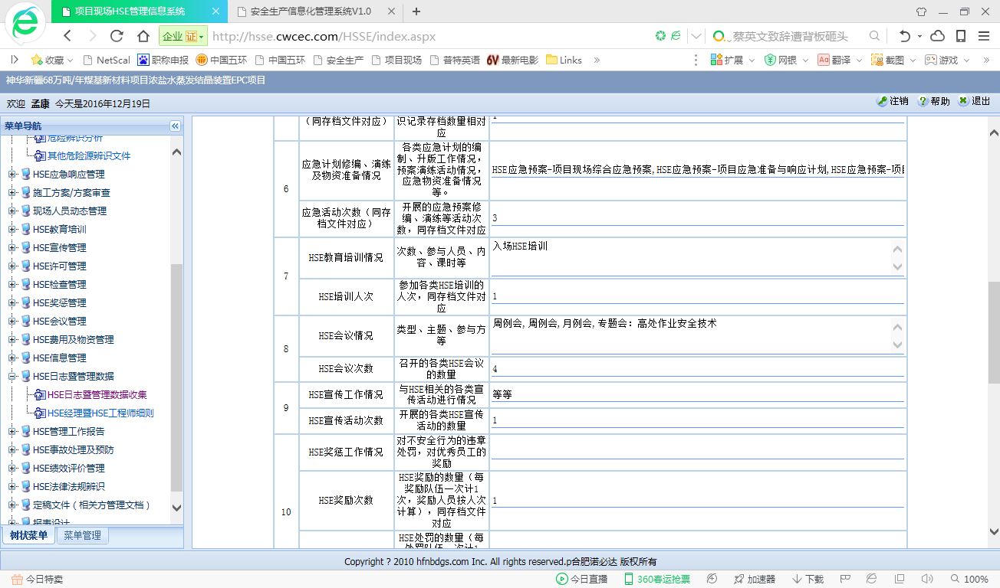 项目现场HSE管理信息系统
安全生产信息化管理系统V1.0
企业 证
http://hsse.cwcec.com/HSSE/index.aspx
蔡英文致辞遭背板砸头
收藏 NetScal 职称申报 中国五环 中国五环 安全生产 项目现场 普特英语 6V 最新电影 Links » 扩展 网银 Aa 翻译 截图 游戏 »
神华新疆68万吨/年煤基新材料项目浓盐水蒸发结晶装置EPC项目
欢迎 孟康 今天是2016年12月19日
注销 帮助 退出
菜单导航
危险辨识分析
其他危险源辨识文件
HSE应急响应管理
施工方案/方案审查
现场人员动态管理
HSE教育培训
HSE宣传管理
HSE许可管理
HSE检查管理
HSE奖惩管理
HSE会议管理
HSE费用及物资管理
HSE信息管理
HSE日志暨管理数据
HSE日志暨管理数据收集
HSE经理暨HSE工程师细则
HSE管理工作报告
HSE事故处理及预防
HSE绩效评价管理
HSE法律法规辨识
定稿文件（相关方管理文档）
报表设计
树状菜单 菜单管理
（同存档文件对应）
识记录存档数量相对
应
6
应急计划修编、演练
及物资准备情况
各类应急计划的编
制、升版工作情况，
预案演练活动情况，
应急物资准备情况
等。
HSE应急预案-项目现场综合应急预案,HSE应急预案-项目应急准备与响应计划,HSE应急预案-项目
应急活动次数（同存
档文件对应）
开展的应急预案修
编、演练等活动次
数，同存档文件对应
3
7
HSE教育培训情况
次数、参与人员、内
容、课时等
入场HSE培训
HSE培训人次
参加各类HSE培训的
人次，同存档文件对
应
1
8
HSE会议情况
类型、主题、参与方
等
周例会,周例会,月例会,专题会：高处作业安全技术
HSE会议次数
召开的各类HSE会议
的数量
4
9
HSE宣传工作情况
与HSE相关的各类宣
传活动进行情况
等等
HSE宣传活动次数
开展的各类HSE宣传
活动的数量
1
10
HSE奖惩工作情况
对不安全行为的违章
处罚，对优秀员工的
奖励
HSE奖励次数
HSE奖励的数量（每
奖励队伍一次计1
次，奖励人员按人次
计算），同存档文件
对应
1
HSE处罚的数量（每
处罚队伍一次计1
Copyright ? 2010 hfnbdgs.com Inc. All rights reserved.p合肥诺必达 版权所有
今日特卖 今日直播 360春运抢票 加速器 下载 100%